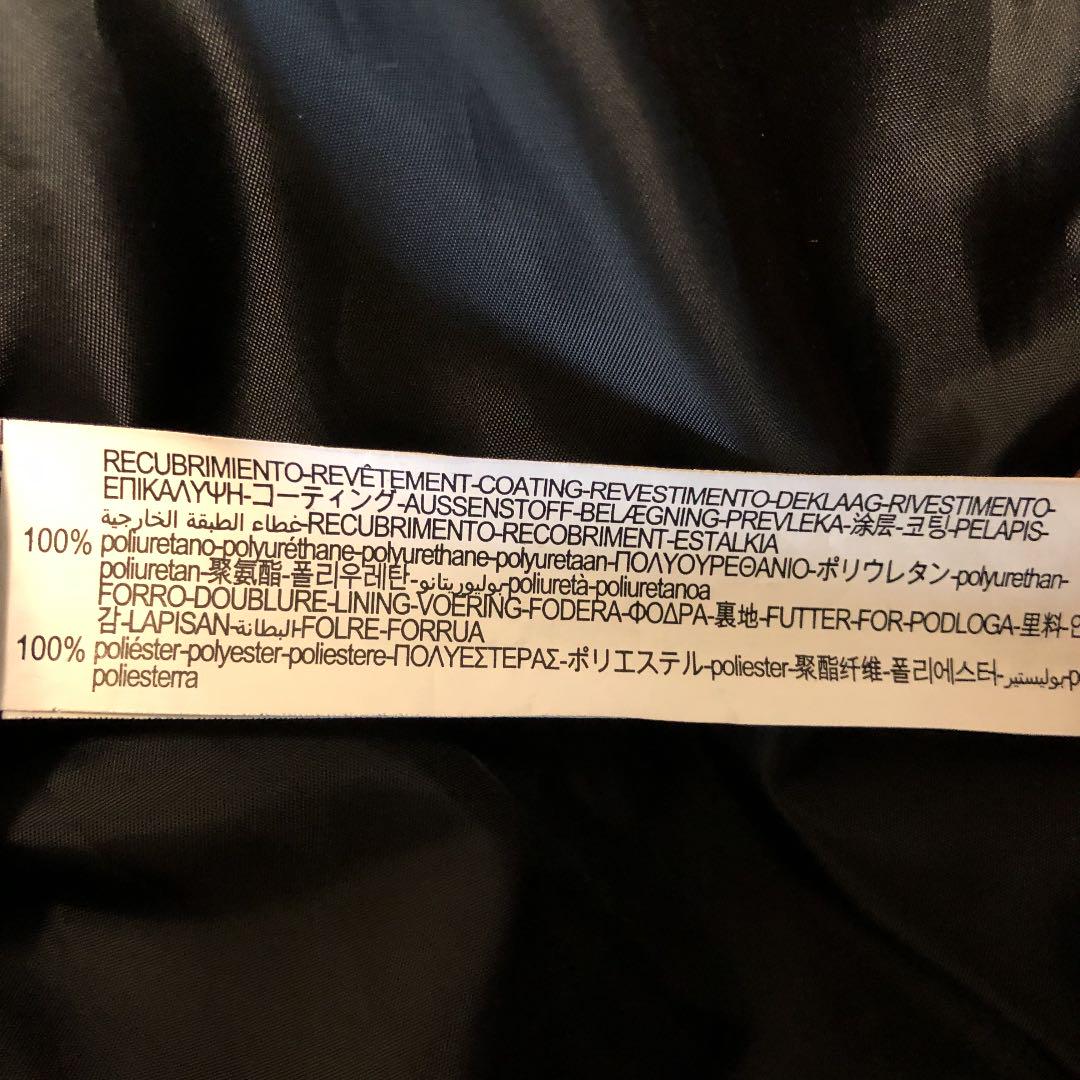 RECUBRIMIENTO-REVÊTEMENT-COATING-REVESTIMENTO-DEKLAAG-RIVESTIMENTO-
ΕΠΙΚΑΛΥΨΗ-コーティング-AUSSENSTOFF-BELÆGNING-PREVLEKA-涂层-코팅-PELAPIS-
غطاء الطبقة الخارجية-RECUBRIMENTO-RECOBRIMENT-ESTALKIA
100% poliuretano-polyuréthane-polyurethane-polyuretaan-ΠΟΛΥΟΥΡΕΘΑΝΙΟ-ポリウレタン-polyurethan-
poliuretan-聚氨酯-폴리우레탄-بوليوريتانو-poliuretà-poliuretanoa
FORRO-DOUBLURE-LINING-VOERING-FODERA-ΦΟΔΡΑ-裏地-FUTTER-FOR-PODLOGA-里料-안
감-LAPISAN-البطانة-FOLRE-FORRUA
100% poliéster-polyester-poliestere-ΠΟΛΥΕΣΤΕΡΑΣ-ポリエステル-poliester-聚酯纤维-폴리에스터-بوليستير-p
poliesterra